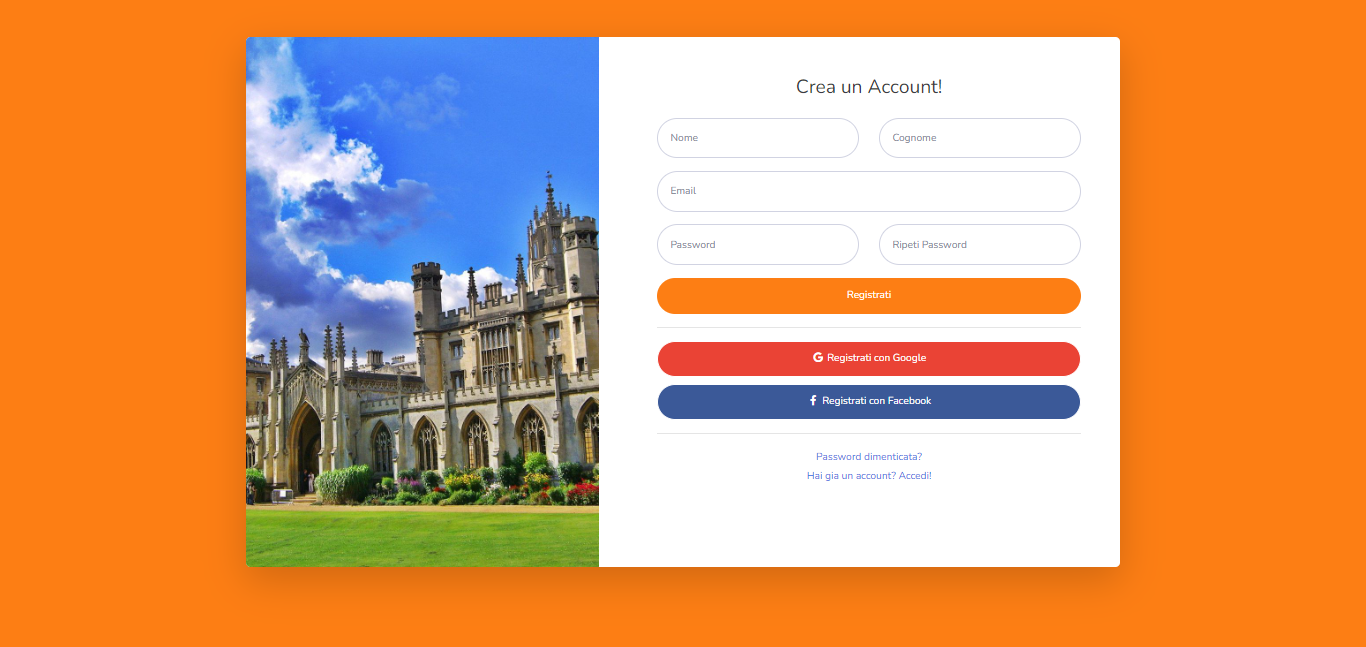 Crea un Account!
Nome
Cognome
Email
Password
Ripeti Password
Registrati
Registrati con Google
Registrati con Facebook
Password dimenticata?
Hai gia un account? Accedi!